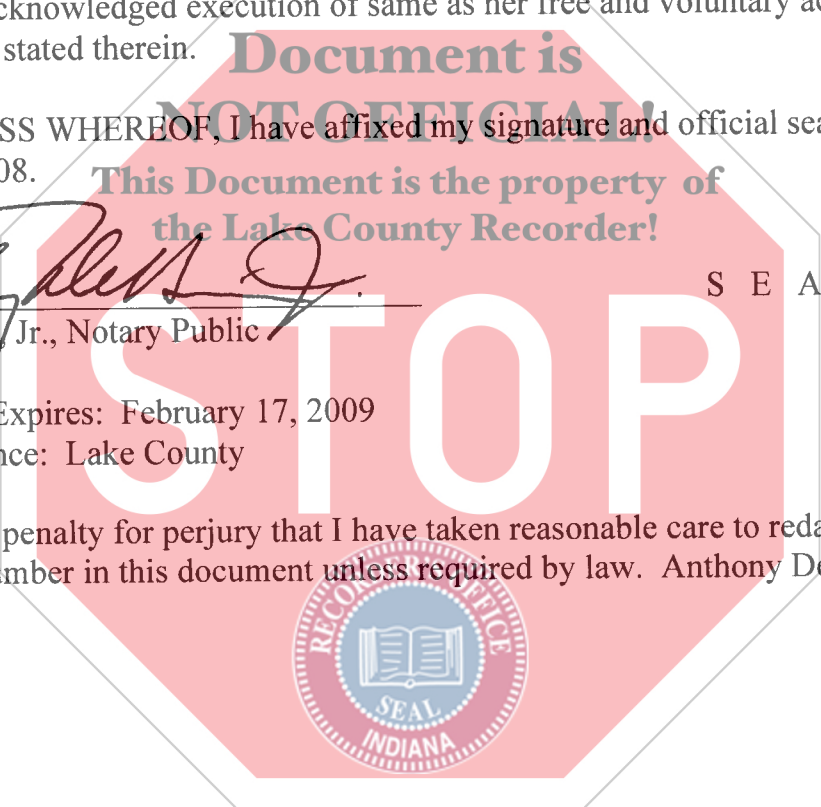 cknowledged execution of same as her free and voluntary ac
stated therein.
Document is
NOT OFFICIAL!
SS WHEREOF, I have affixed my signature and official sea
08.
This Document is the property of
the Lake County Recorder!
S E A
Jr., Notary Public
STOP
Expires: February 17, 2009
nce: Lake County
penalty for perjury that I have taken reasonable care to reda
mber in this document unless required by law. Anthony De
RECORDER OFFICE
SEAL
INDIANA